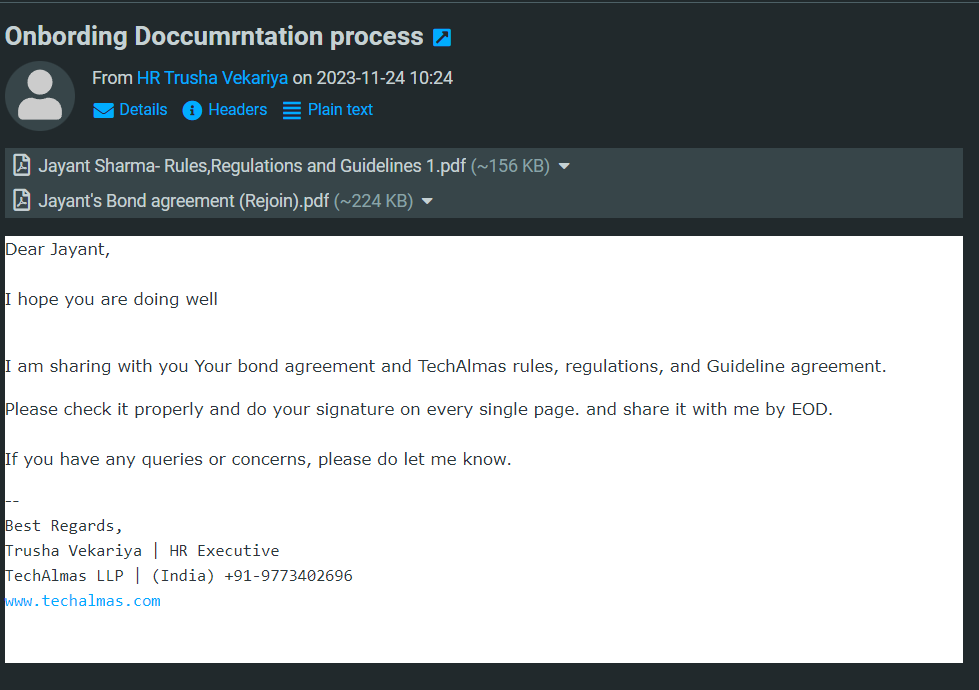 Onbording Doccumrntation process
From HR Trusha Vekariya on 2023-11-24 10:24
Details Headers Plain text
Jayant Sharma- Rules,Regulations and Guidelines 1.pdf (~156 KB)
Jayant's Bond agreement (Rejoin).pdf (~224 KB)
Dear Jayant,
I hope you are doing well
I am sharing with you Your bond agreement and TechAlmas rules, regulations, and Guideline agreement.
Please check it properly and do your signature on every single page. and share it with me by EOD.
If you have any queries or concerns, please do let me know.
--
Best Regards,
Trusha Vekariya | HR Executive
TechAlmas LLP | (India) +91-9773402696
www.techalmas.com